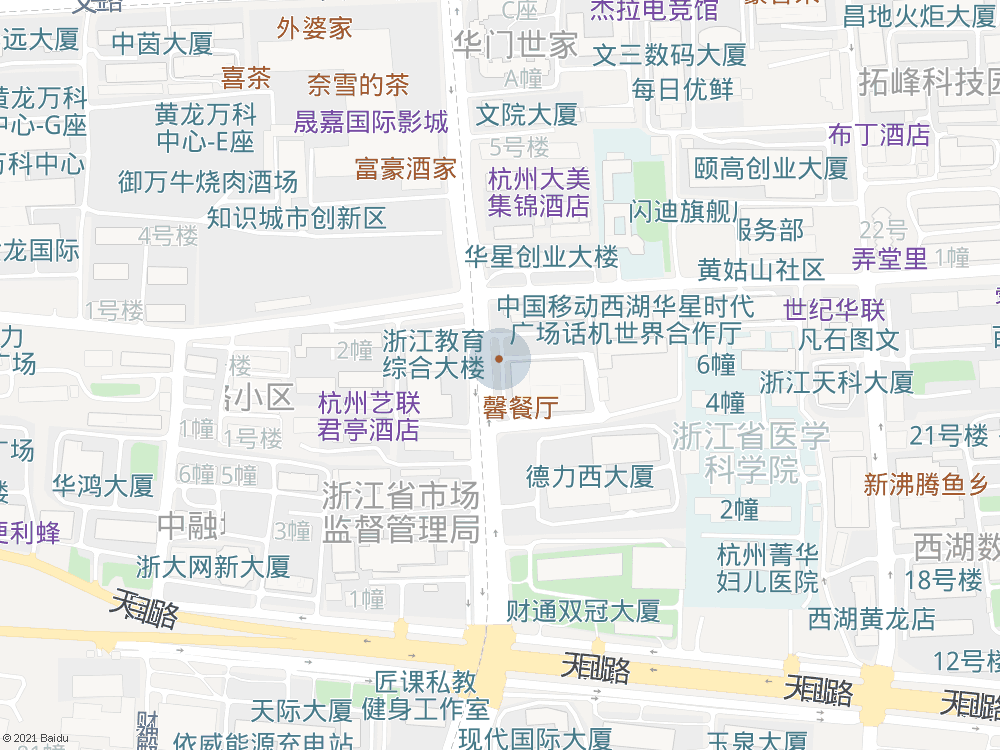 C座
杰拉电竞馆
昌地火炬大厦
外婆家
远大厦
中茵大厦
华门世家
文三数码大厦
A幢
喜茶
奈雪的茶
每日优鲜
拓峰科技园
黄龙万科
中心-G座
黄龙万科
中心-E座
晟嘉国际影城
文院大厦
布丁酒店
5号楼
万科中心
富豪酒家
颐高创业大厦
御万牛烧肉酒场
杭州大美
集锦酒店
知识城市创新区
闪迪旗舰
服务部
4号楼
22号
龙国际
华星创业大楼
黄姑山社区
弄堂里
1幢
1号楼
中国移动西湖华星时代
广场话机世界合作厅
世纪华联
浙江教育
综合大楼
2幢
凡石图文
6幢
楼
小区
浙江天科大厦
杭州艺联
君亭酒店
馨餐厅
4幢
1幢
1号楼
浙江省医学
科学院
21号楼
6幢
5幢
华鸿大厦
德力西大厦
新沸腾鱼乡
浙江省市场
监督管理局
2幢
中融
3幢
便利蜂
西湖数
浙大网新大厦
杭州菁华
妇儿医院
18号楼
1幢
天目山路
财通双冠大厦
西湖黄龙店
天目山路
12号楼
匠课私教
健身工作室
天目山路
天目山路
天际大厦
财神殿
依威能源充电站
现代国际大厦
玉泉大厦
21幢
© 2021 Baidu